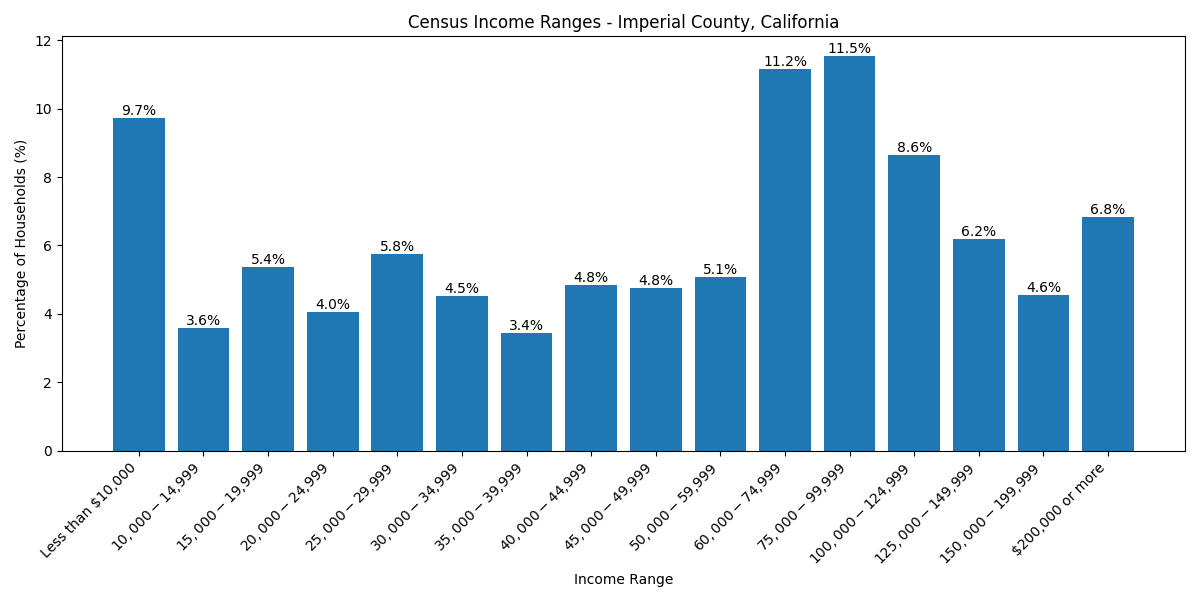 Census Income Ranges - Imperial County, California
Percentage of Households (%)
12
10
8
6
4
2
0
9.7%
3.6%
5.4%
4.0%
5.8%
4.5%
3.4%
4.8%
4.8%
5.1%
11.2%
11.5%
8.6%
6.2%
4.6%
6.8%
Less than $10,000
10,000 − 14,999
15,000 − 19,999
20,000 − 24,999
25,000 − 29,999
30,000 − 34,999
35,000 − 39,999
40,000 − 44,999
45,000 − 49,999
50,000 − 59,999
60,000 − 74,999
75,000 − 99,999
100,000 − 124,999
125,000 − 149,999
150,000 − 199,999
$200,000 or more
Income Range